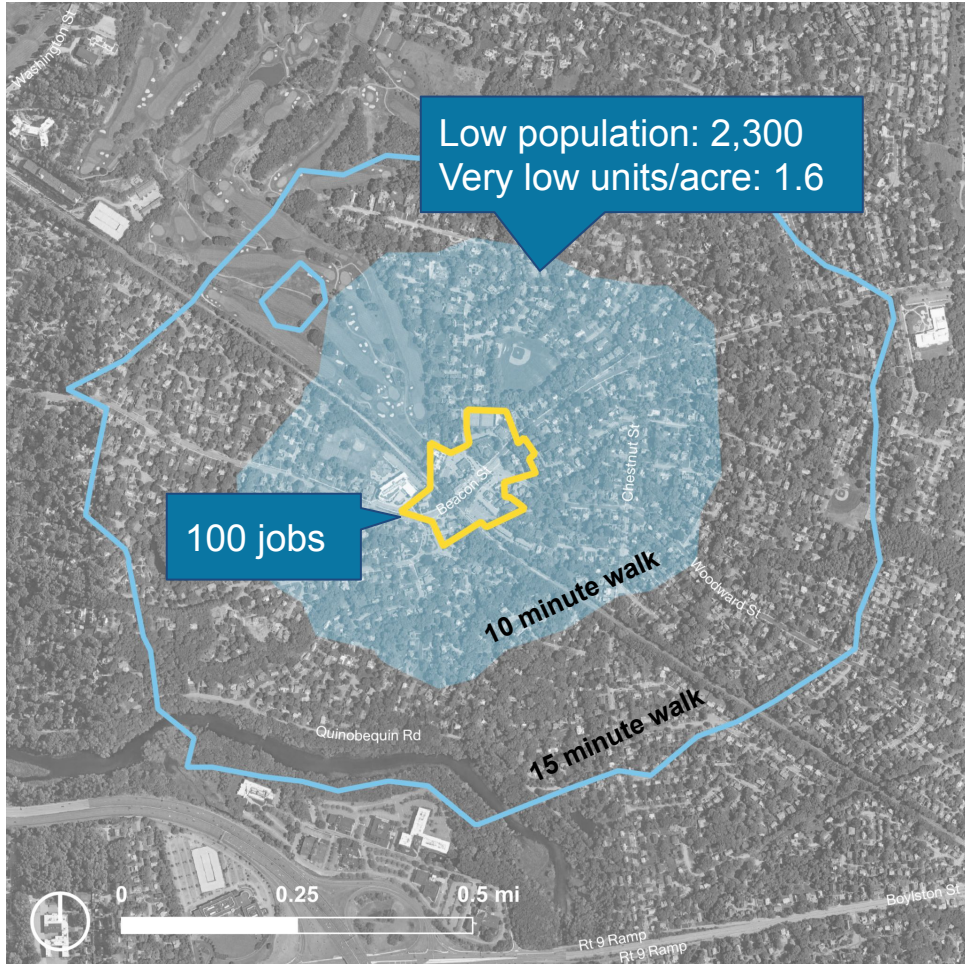 Washington St
Low population: 2,300
Very low units/acre: 1.6
Chestnut St
Beacon St
100 jobs
10 minute walk
Woodward St
15 minute walk
Quinobequin Rd
0 0.25 0.5 mi
Boylston St
Rt 9 Ramp
Rt 9 Ramp